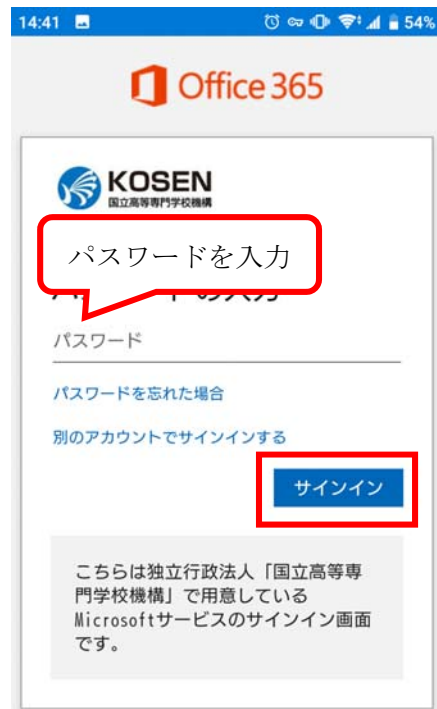 14:41 54%
Office 365
KOSEN
国立高等専門学校機構
パスワードを入力
パスワード
パスワードを忘れた場合
別のアカウントでサインインする
サインイン
こちらは独立行政法人「国立高等専
門学校機構」で用意している
Microsoftサービスのサインイン画面
です。